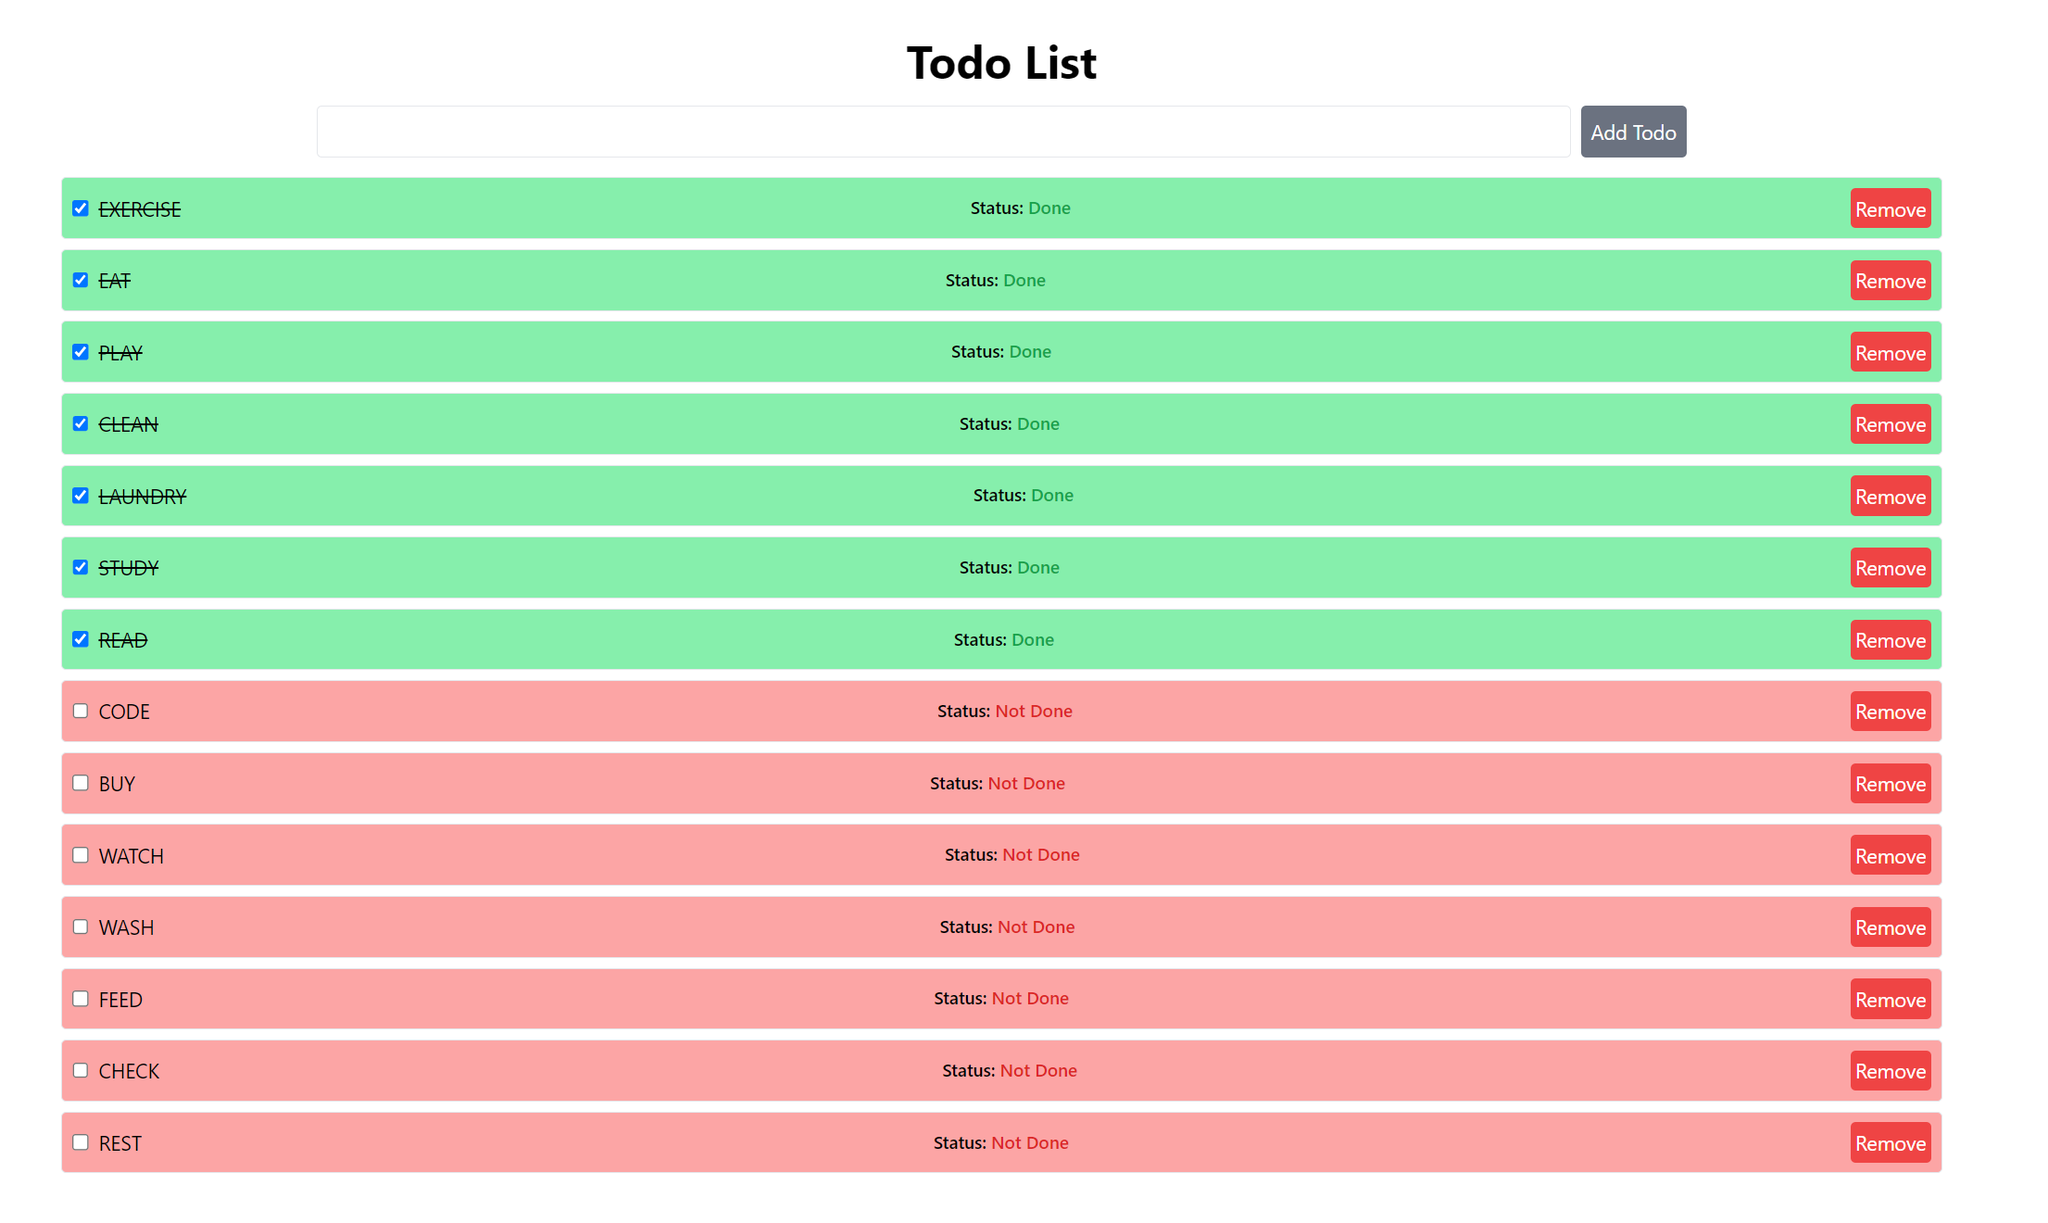 Todo List
Add Todo
EXERCISE Status: Done Remove
EAT Status: Done Remove
PLAY Status: Done Remove
CLEAN Status: Done Remove
LAUNDRY Status: Done Remove
STUDY Status: Done Remove
READ Status: Done Remove
CODE Status: Not Done Remove
BUY Status: Not Done Remove
WATCH Status: Not Done Remove
WASH Status: Not Done Remove
FEED Status: Not Done Remove
CHECK Status: Not Done Remove
REST Status: Not Done Remove